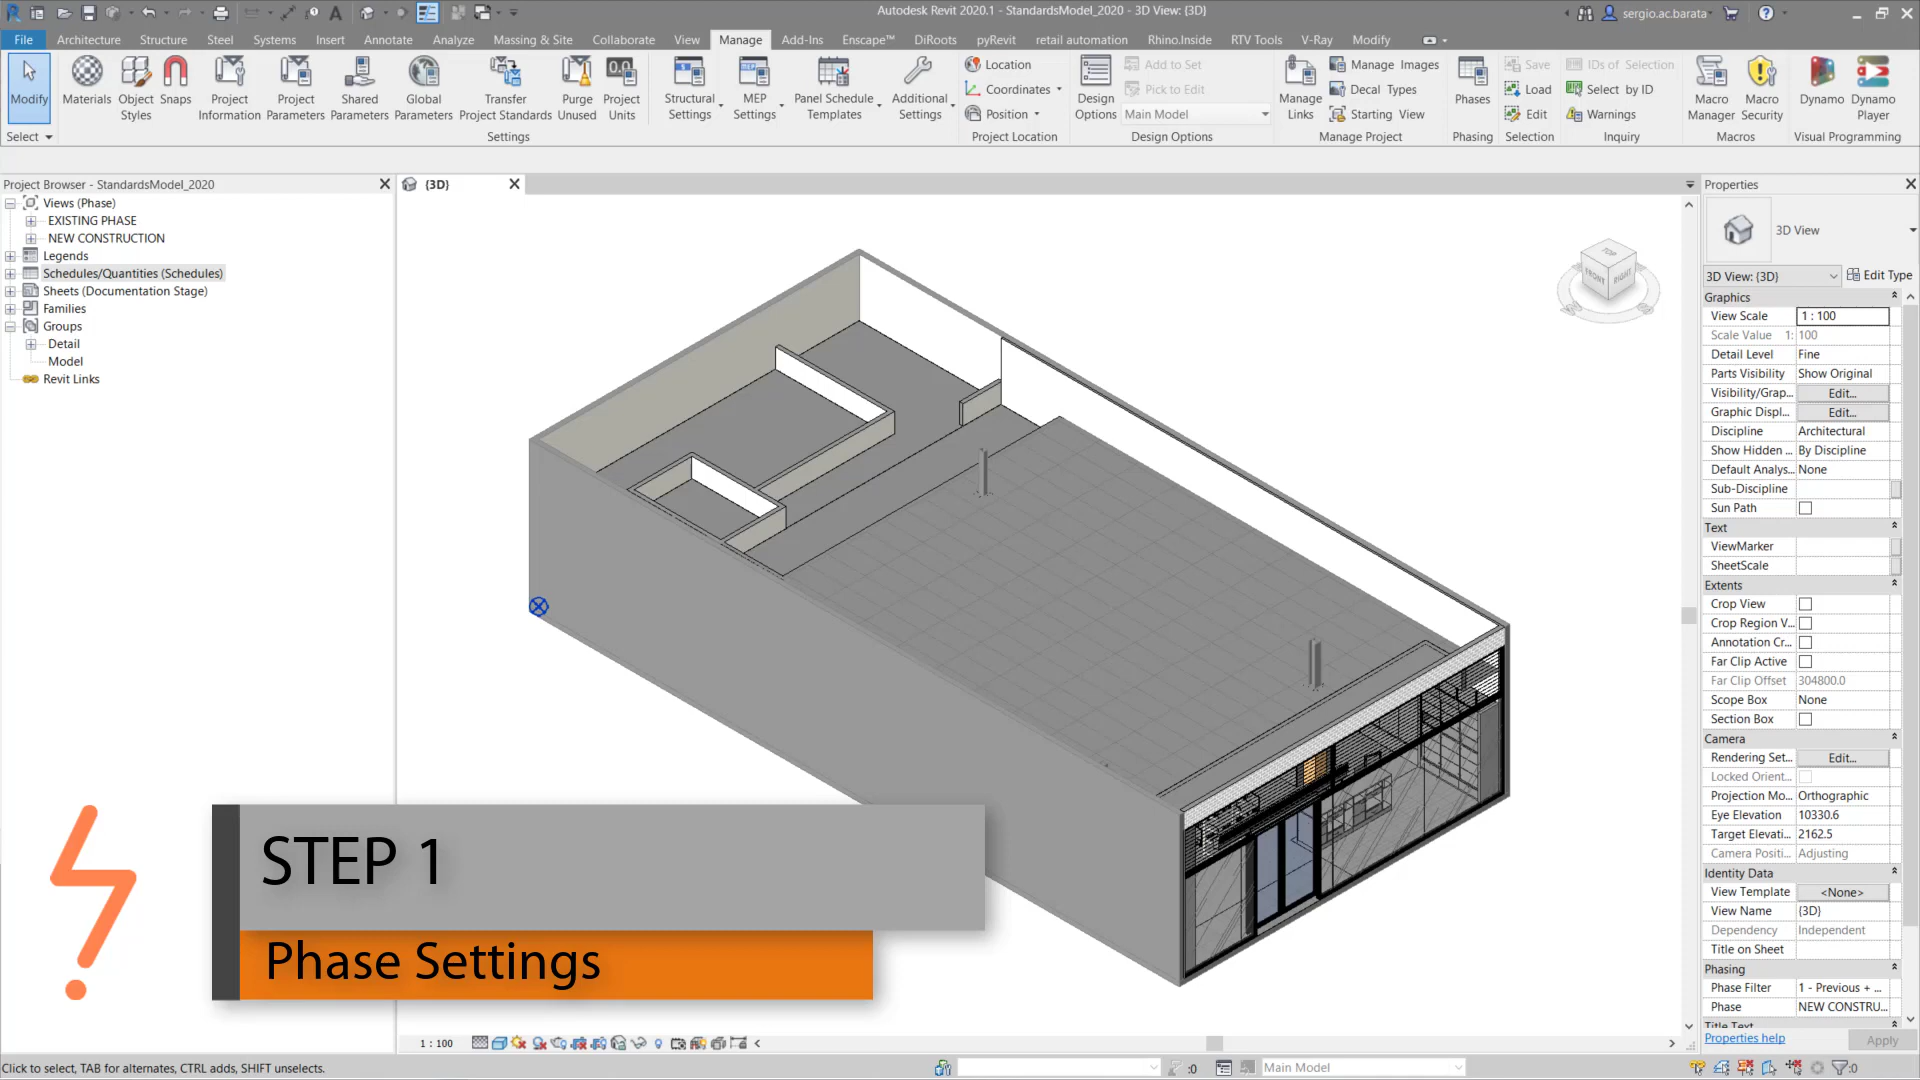 Autodesk Revit 2020.1 - StandardsModel_2020 - 3D View: {3D}
sergio.ac.barata
File Architecture Structure Steel Systems Insert Annotate Analyze Massing & Site Collaborate View Manage Add-Ins Enscape™ DiRoots pyRevit retail automation Rhino.Inside RTV Tools V-Ray Modify
Modify
Materials
Object Styles
Snaps
Project Information
Project Parameters
Shared Parameters
Global Parameters
Transfer Project Standards
Purge Unused
Project Units
Structural Settings
MEP Settings
Panel Schedule Templates
Additional Settings
Location
Coordinates
Position
Design Options
Add to Set
Pick to Edit
Main Model
Manage Links
Manage Images
Decal Types
Starting View
Phases
Save
Load
Edit
IDs of Selection
Select by ID
Warnings
Macro Manager
Macro Security
Dynamo
Dynamo Player
Select
Settings
Project Location
Design Options
Manage Project
Phasing
Selection
Inquiry
Macros
Visual Programming
Project Browser - StandardsModel_2020
Views (Phase)
EXISTING PHASE
NEW CONSTRUCTION
Legends
Schedules/Quantities (Schedules)
Sheets (Documentation Stage)
Families
Groups
Detail
Model
Revit Links
{3D}
TOP
FRONT
RIGHT
STEP 1
Phase Settings
1 : 100
Properties
3D View
3D View: {3D}
Edit Type
Graphics
View Scale 1 : 100
Scale Value 1: 100
Detail Level Fine
Parts Visibility Show Original
Visibility/Grap... Edit...
Graphic Displ... Edit...
Discipline Architectural
Show Hidden ... By Discipline
Default Analys... None
Sub-Discipline
Sun Path
Text
ViewMarker
SheetScale
Extents
Crop View
Crop Region V...
Annotation Cr...
Far Clip Active
Far Clip Offset 304800.0
Scope Box None
Section Box
Camera
Rendering Set... Edit...
Locked Orient...
Projection Mo... Orthographic
Eye Elevation 10330.6
Target Elevati... 2162.5
Camera Positi... Adjusting
Identity Data
View Template <None>
View Name {3D}
Dependency Independent
Title on Sheet
Phasing
Phase Filter 1 - Previous + ...
Phase NEW CONSTRU...
Title Text
Properties help
Apply
Click to select, TAB for alternates, CTRL adds, SHIFT unselects.
:0
Main Model
:0